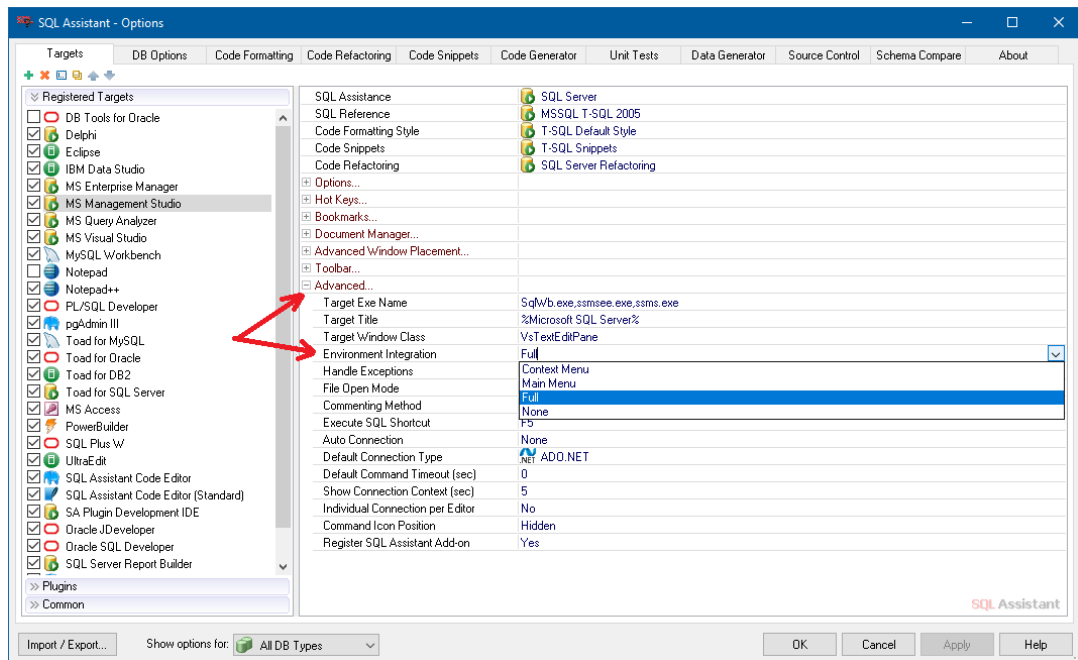 SQL Assistant - Options
Targets DB Options Code Formatting Code Refactoring Code Snippets Code Generator Unit Tests Data Generator Source Control Schema Compare About
Registered Targets
DB Tools for Oracle
Delphi
Eclipse
IBM Data Studio
MS Enterprise Manager
MS Management Studio
MS Query Analyzer
MS Visual Studio
MySQL Workbench
Notepad
Notepad++
PL/SQL Developer
pgAdmin III
Toad for MySQL
Toad for Oracle
Toad for DB2
Toad for SQL Server
MS Access
PowerBuilder
SQL Plus W
UltraEdit
SQL Assistant Code Editor
SQL Assistant Code Editor (Standard)
SA Plugin Development IDE
Oracle JDeveloper
Oracle SQL Developer
SQL Server Report Builder
Plugins
Common
SQL Assistance SQL Server
SQL Reference MSSQL T-SQL 2005
Code Formatting Style T-SQL Default Style
Code Snippets T-SQL Snippets
Code Refactoring SQL Server Refactoring
Options...
Hot Keys...
Bookmarks...
Document Manager...
Advanced Window Placement...
Toolbar...
Advanced...
Target Exe Name SqlWb.exe,ssmsee.exe,ssms.exe
Target Title %Microsoft SQL Server%
Target Window Class VsTextEditPane
Environment Integration Full
Handle Exceptions Context Menu
Main Menu
File Open Mode Full
Commenting Method None
Execute SQL Shortcut F5
Auto Connection None
Default Connection Type .NET ADO.NET
Default Command Timeout (sec) 0
Show Connection Context (sec) 5
Individual Connection per Editor No
Command Icon Position Hidden
Register SQL Assistant Add-on Yes
SQL Assistant
Import / Export... Show options for: All DB Types OK Cancel Apply Help